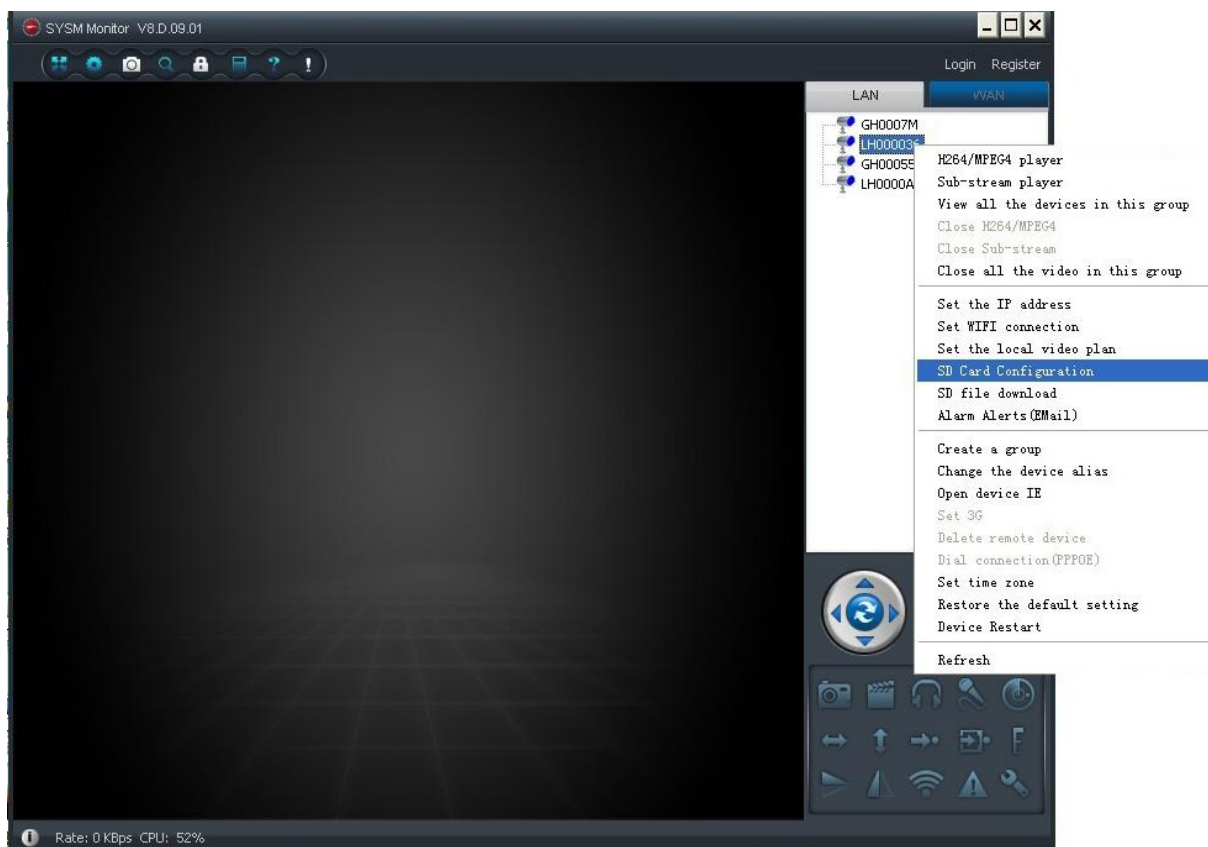 SYSM Monitor V8.D.09.01
Login Register
LAN WAN
GH0007M
LH000036
GH00055
LH0000A
H264/MPEG4 player
Sub-stream player
View all the devices in this group
Close H264/MPEG4
Close Sub-stream
Close all the video in this group
Set the IP address
Set WIFI connection
Set the local video plan
SD Card Configuration
SD file download
Alarm Alerts(EMail)
Create a group
Change the device alias
Open device IE
Set 3G
Delete remote device
Dial connection(PPPOE)
Set time zone
Restore the default setting
Device Restart
Refresh
Rate: 0 KBps CPU: 52%